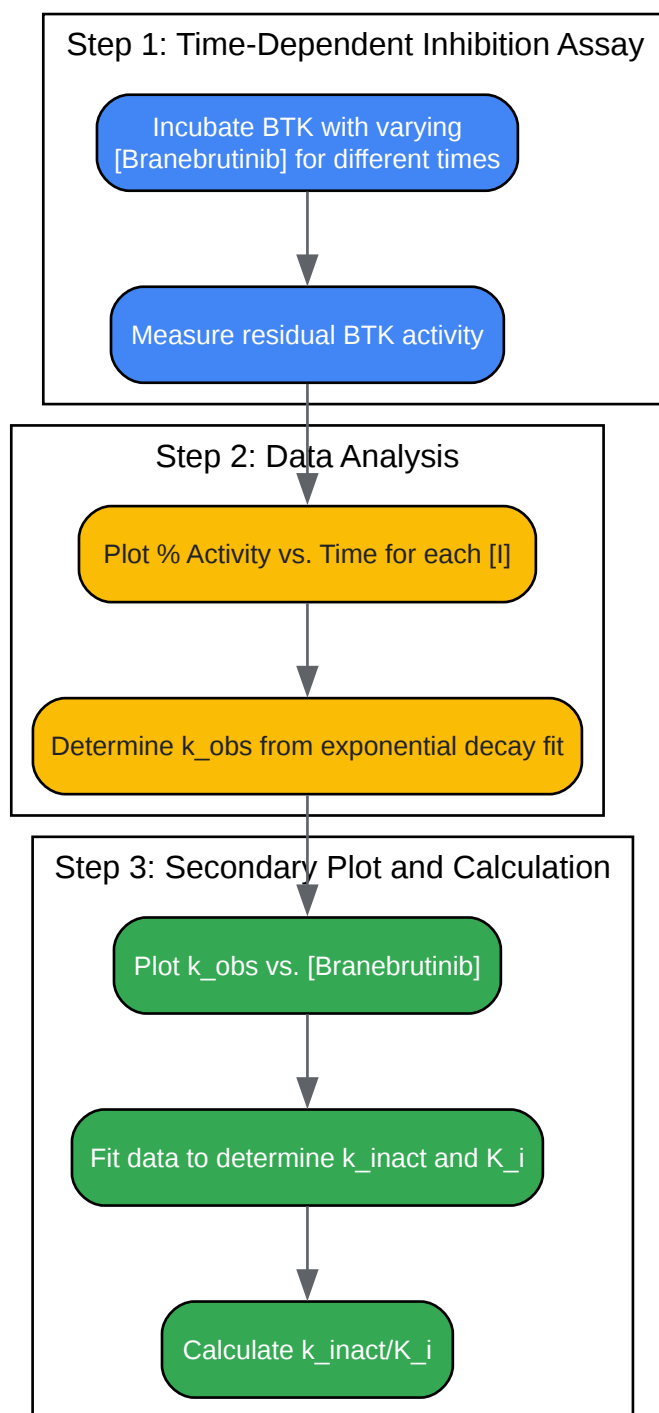 Step 1: Time-Dependent Inhibition Assay
Incubate BTK with varying
[Branebrutinib] for different times
Measure residual BTK activity
Step 2: Data Analysis
Plot % Activity vs. Time for each [I]
Determine k_obs from exponential decay fit
Step 3: Secondary Plot and Calculation
Plot k_obs vs. [Branebrutinib]
Fit data to determine k_inact and K_i
Calculate k_inact/K_i